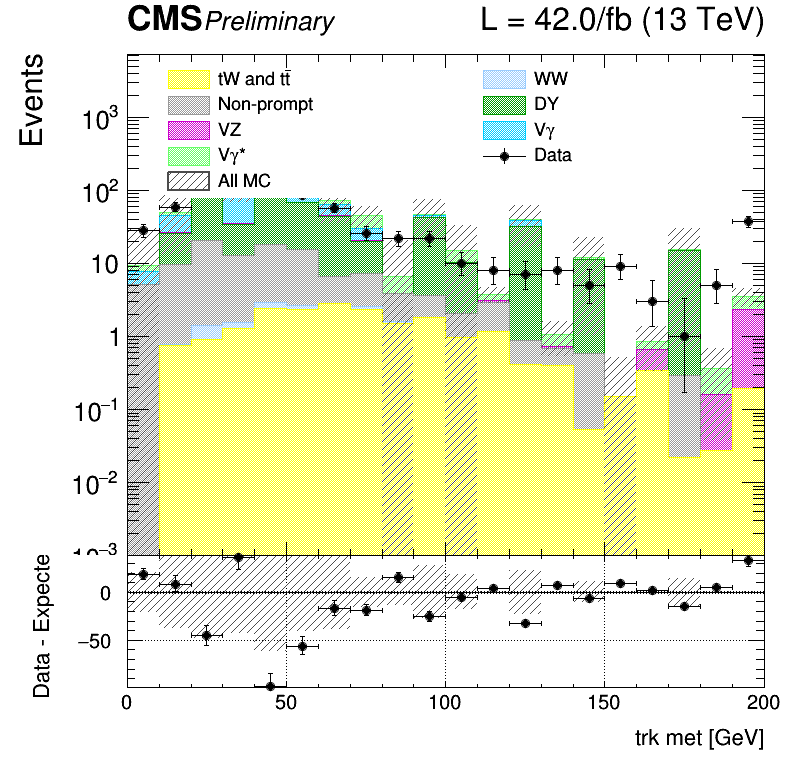 CMS Preliminary L = 42.0/fb (13 TeV)
Events
tW and tt̄ WW
Non-prompt DY
VZ Vγ
Vγ* Data
All MC
10³
10²
10
1
10⁻¹
10⁻²
10⁻³
Data - Expecte
0
−50
0 50 100 150 200
trk met [GeV]